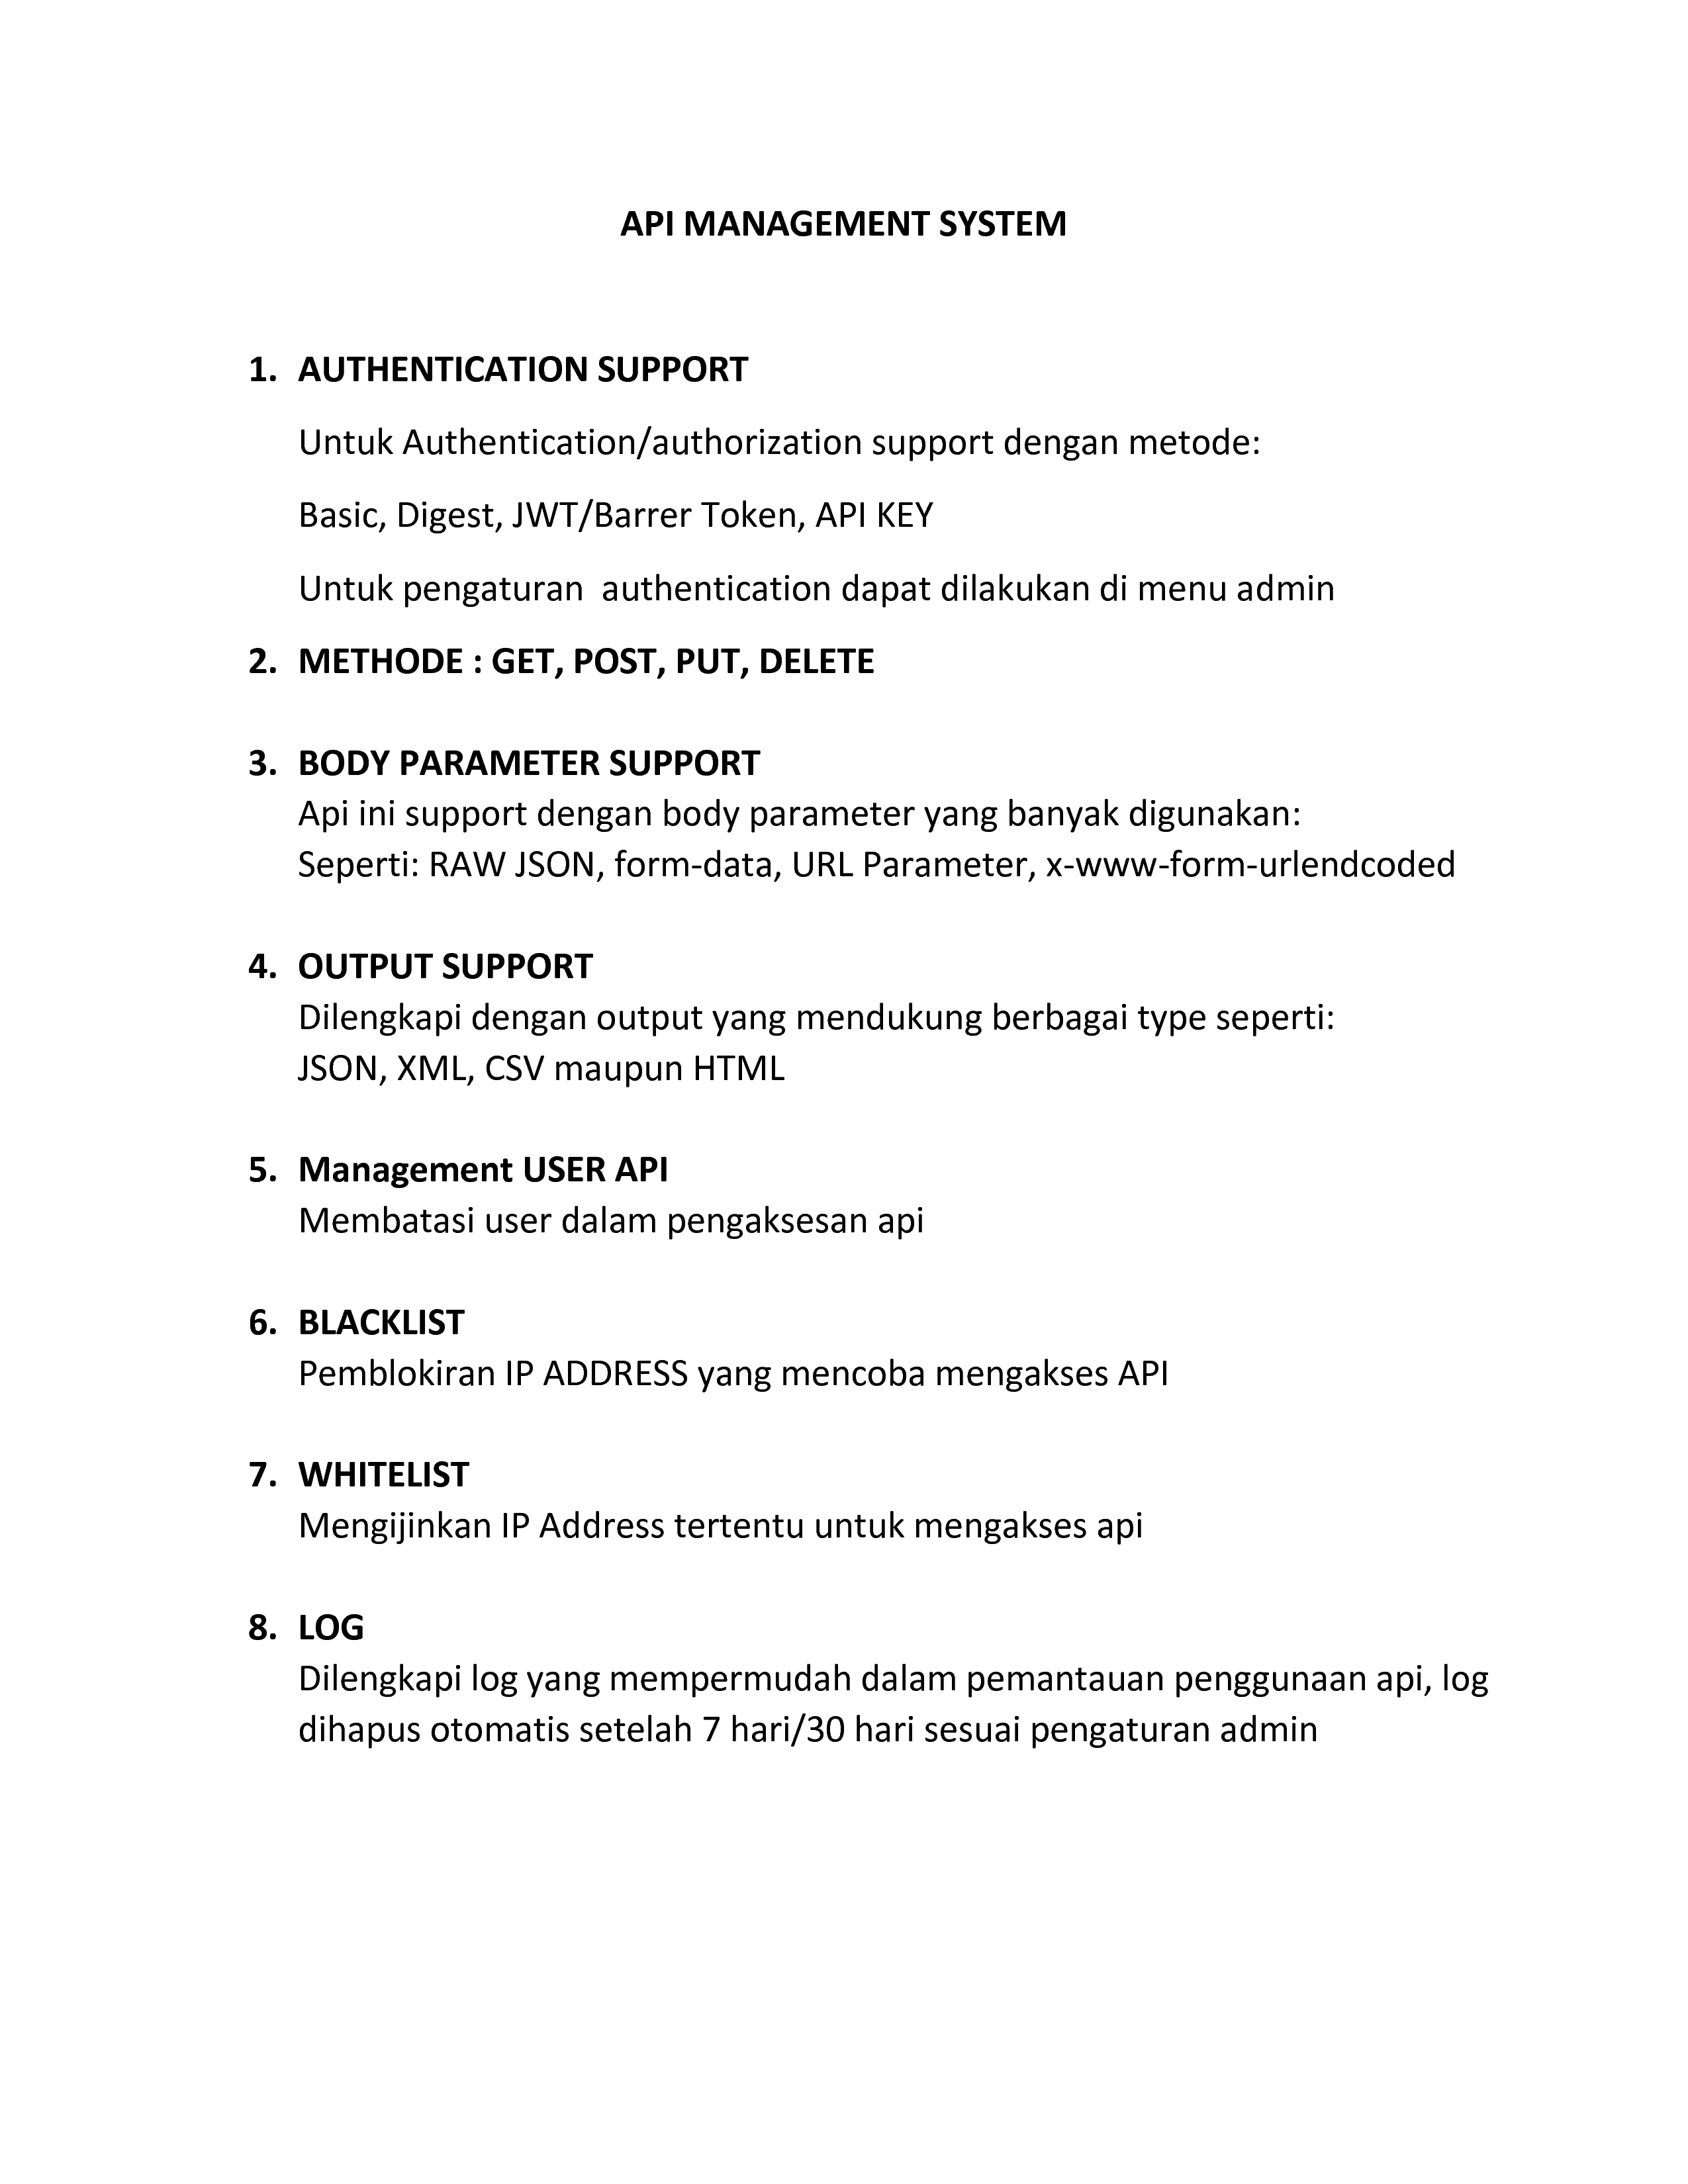 API MANAGEMENT SYSTEM
1. AUTHENTICATION SUPPORT
Untuk Authentication/authorization support dengan metode:
Basic, Digest, JWT/Barrer Token, API KEY
Untuk pengaturan  authentication dapat dilakukan di menu admin
2. METHODE : GET, POST, PUT, DELETE
3. BODY PARAMETER SUPPORT
Api ini support dengan body parameter yang banyak digunakan:
Seperti: RAW JSON, form-data, URL Parameter, x-www-form-urlendcoded
4. OUTPUT SUPPORT
Dilengkapi dengan output yang mendukung berbagai type seperti:
JSON, XML, CSV maupun HTML
5. Management USER API
Membatasi user dalam pengaksesan api
6. BLACKLIST
Pemblokiran IP ADDRESS yang mencoba mengakses API
7. WHITELIST
Mengijinkan IP Address tertentu untuk mengakses api
8. LOG
Dilengkapi log yang mempermudah dalam pemantauan penggunaan api, log
dihapus otomatis setelah 7 hari/30 hari sesuai pengaturan admin